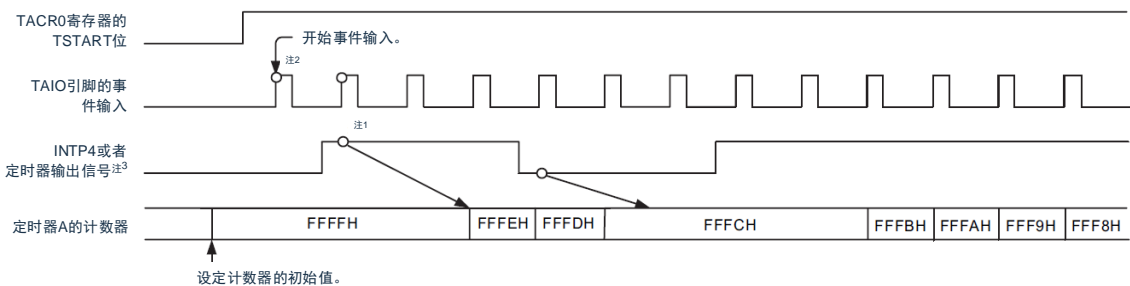 TACR0寄存器的
TSTART位
开始事件输入。
注2
TAIO引脚的事
件输入
注1
INTP4或者
定时器输出信号注3
定时器A的计数器
FFFFH
FFFEH
FFFDH
FFFCH
FFFBH
FFFAH
FFF9H
FFF8H
设定计数器的初始值。